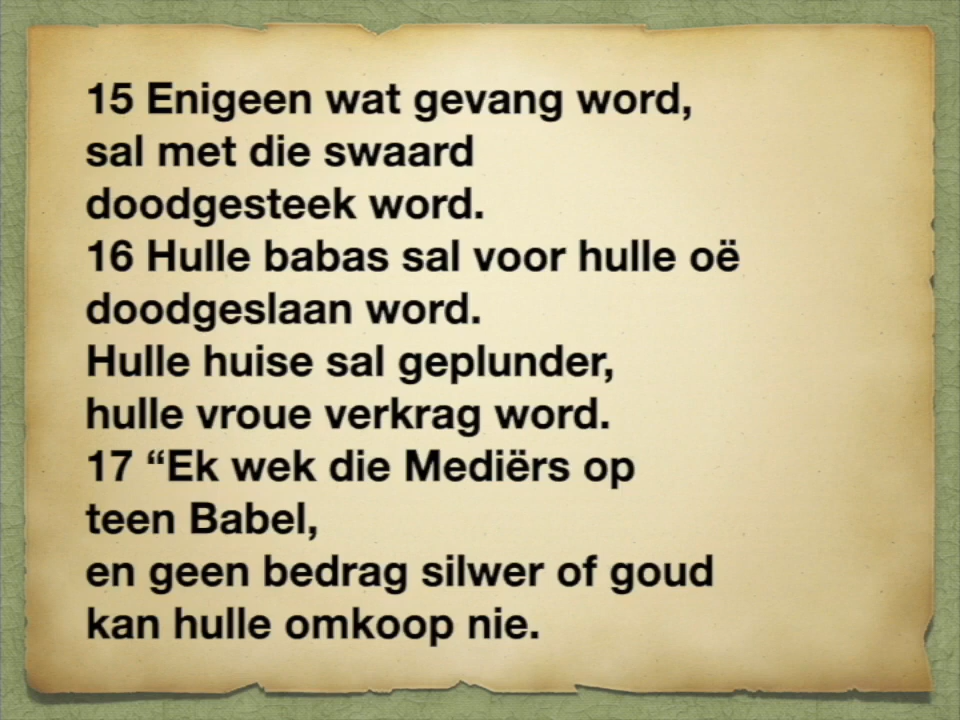 15 Enigeen wat gevang word,
sal met die swaard
doodgesteek word.
16 Hulle babas sal voor hulle oë
doodgeslaan word.
Hulle huise sal geplunder,
hulle vroue verkrag word.
17 “Ek wek die Mediërs op
teen Babel,
en geen bedrag silwer of goud
kan hulle omkoop nie.